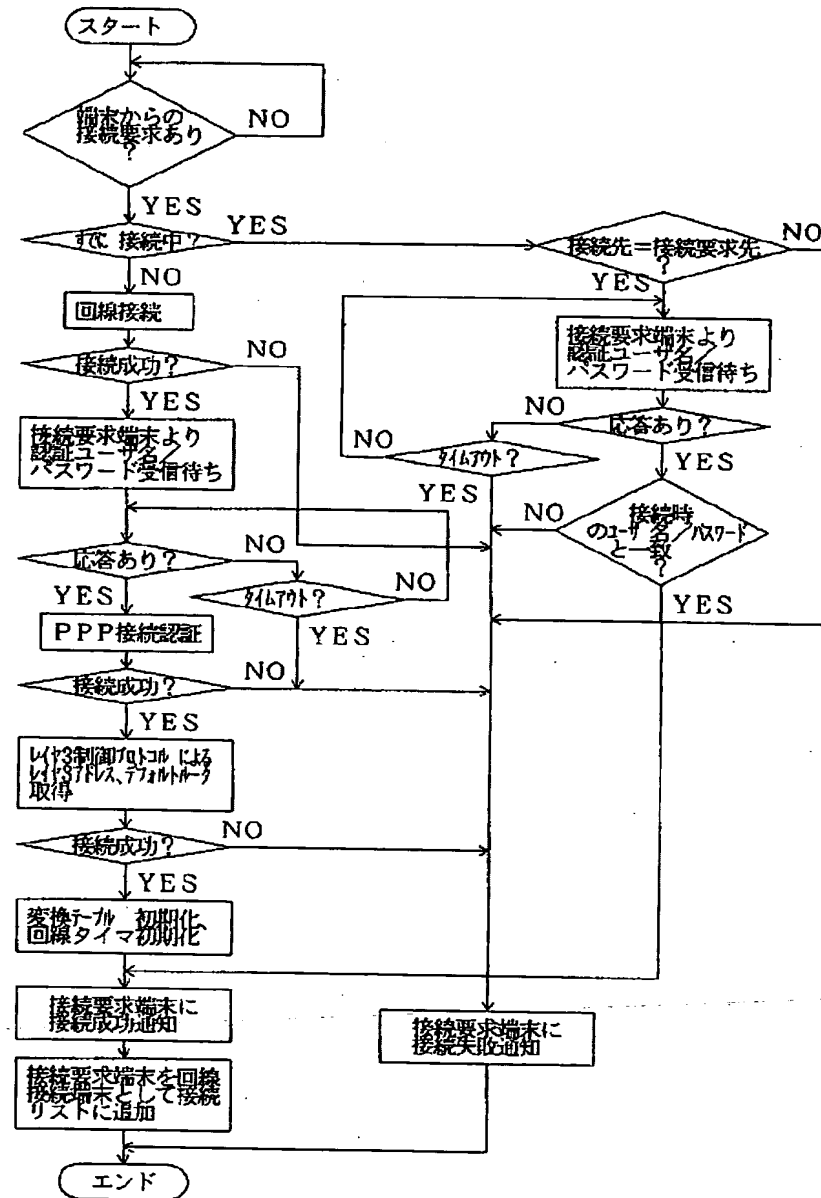 スタート
端末からの
接続要求あり
?
NO
YES
すでに 接続中?
YES
NO
接続先=接続要求先
?
NO
YES
回線接続
接続成功?
NO
YES
接続要求端末より
認証ユーザ名/
パスワード受信待ち
接続要求端末より
認証ユーザ名/
パスワード受信待ち
応答あり?
NO
YES
タイムアウト?
NO
YES
接続時
のユーザ名/パスワード
と一致
?
NO
YES
応答あり?
NO
YES
タイムアウト?
NO
YES
PPP接続認証
接続成功?
NO
YES
レイヤ3制御プロトコル による
レイヤ3アドレス、デフォルトルータ
取得
接続成功?
NO
YES
変換テーブル 初期化、
回線タイマ初期化
接続要求端末に
接続成功通知
接続要求端末に
接続失敗通知
接続要求端末を回線
接続端末として接続
リストに追加
エンド